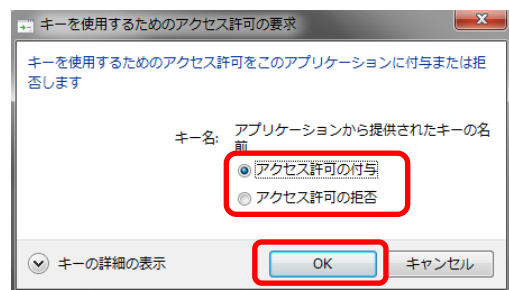 キーを使用するためのアクセス許可の要求
キーを使用するためのアクセス許可をこのアプリケーションに付与または拒
否します
キー名: アプリケーションから提供されたキーの名
前
アクセス許可の付与
アクセス許可の拒否
キーの詳細の表示 OK キャンセル